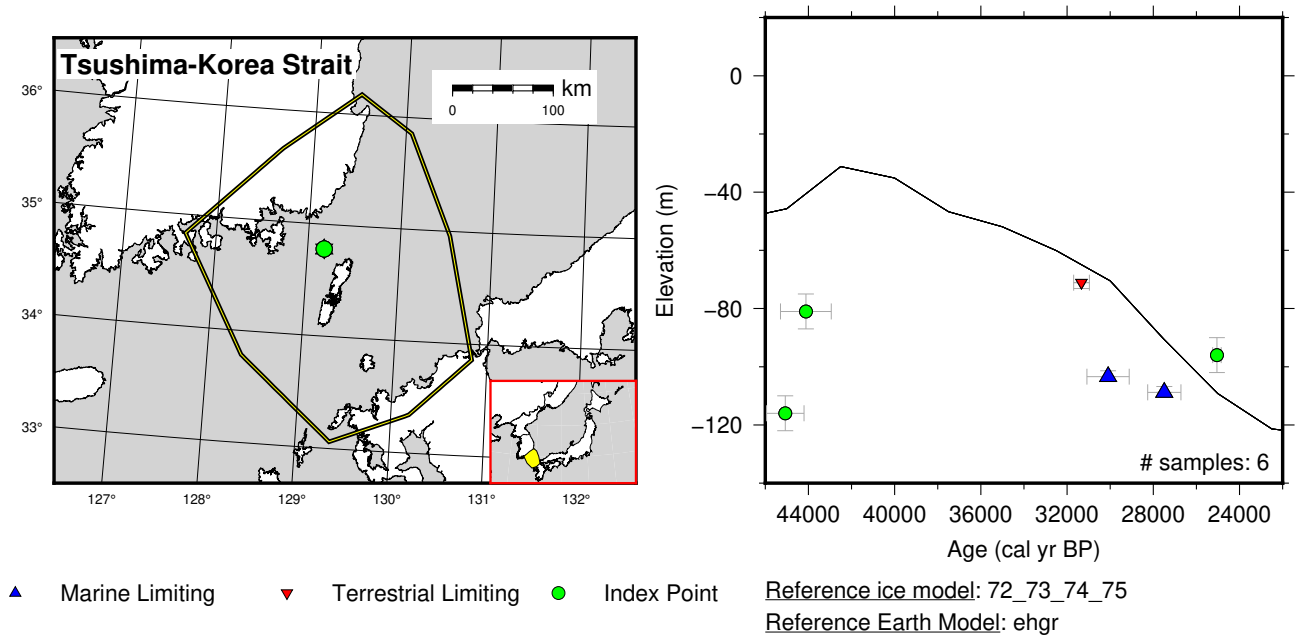 Tsushima-Korea Strait
km
0 100
36°
35°
34°
33°
127° 128° 129° 130° 131° 132°
Elevation (m)
0
−40
−80
−120
# samples: 6
44000 40000 36000 32000 28000 24000
Age (cal yr BP)
Marine Limiting Terrestrial Limiting Index Point
Reference ice model: 72_73_74_75
Reference Earth Model: ehgr